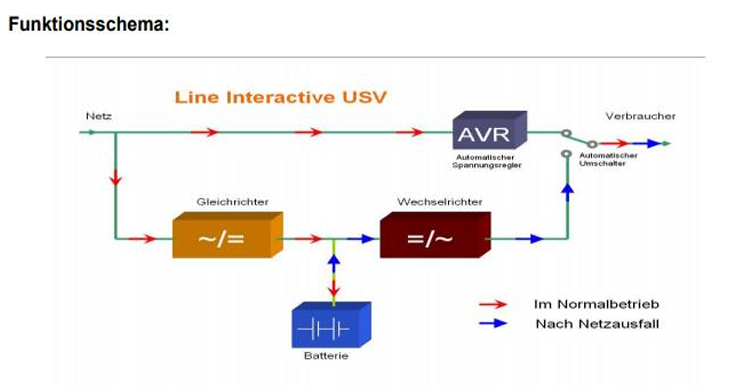 Funktionsschema:
Line Interactive USV
Netz
Verbraucher
AVR
Automatischer
Spannungsregler
Automatischer
Umschalter
Gleichrichter
Wechselrichter
~/=
=/~
Im Normalbetrieb
Nach Netzausfall
Batterie